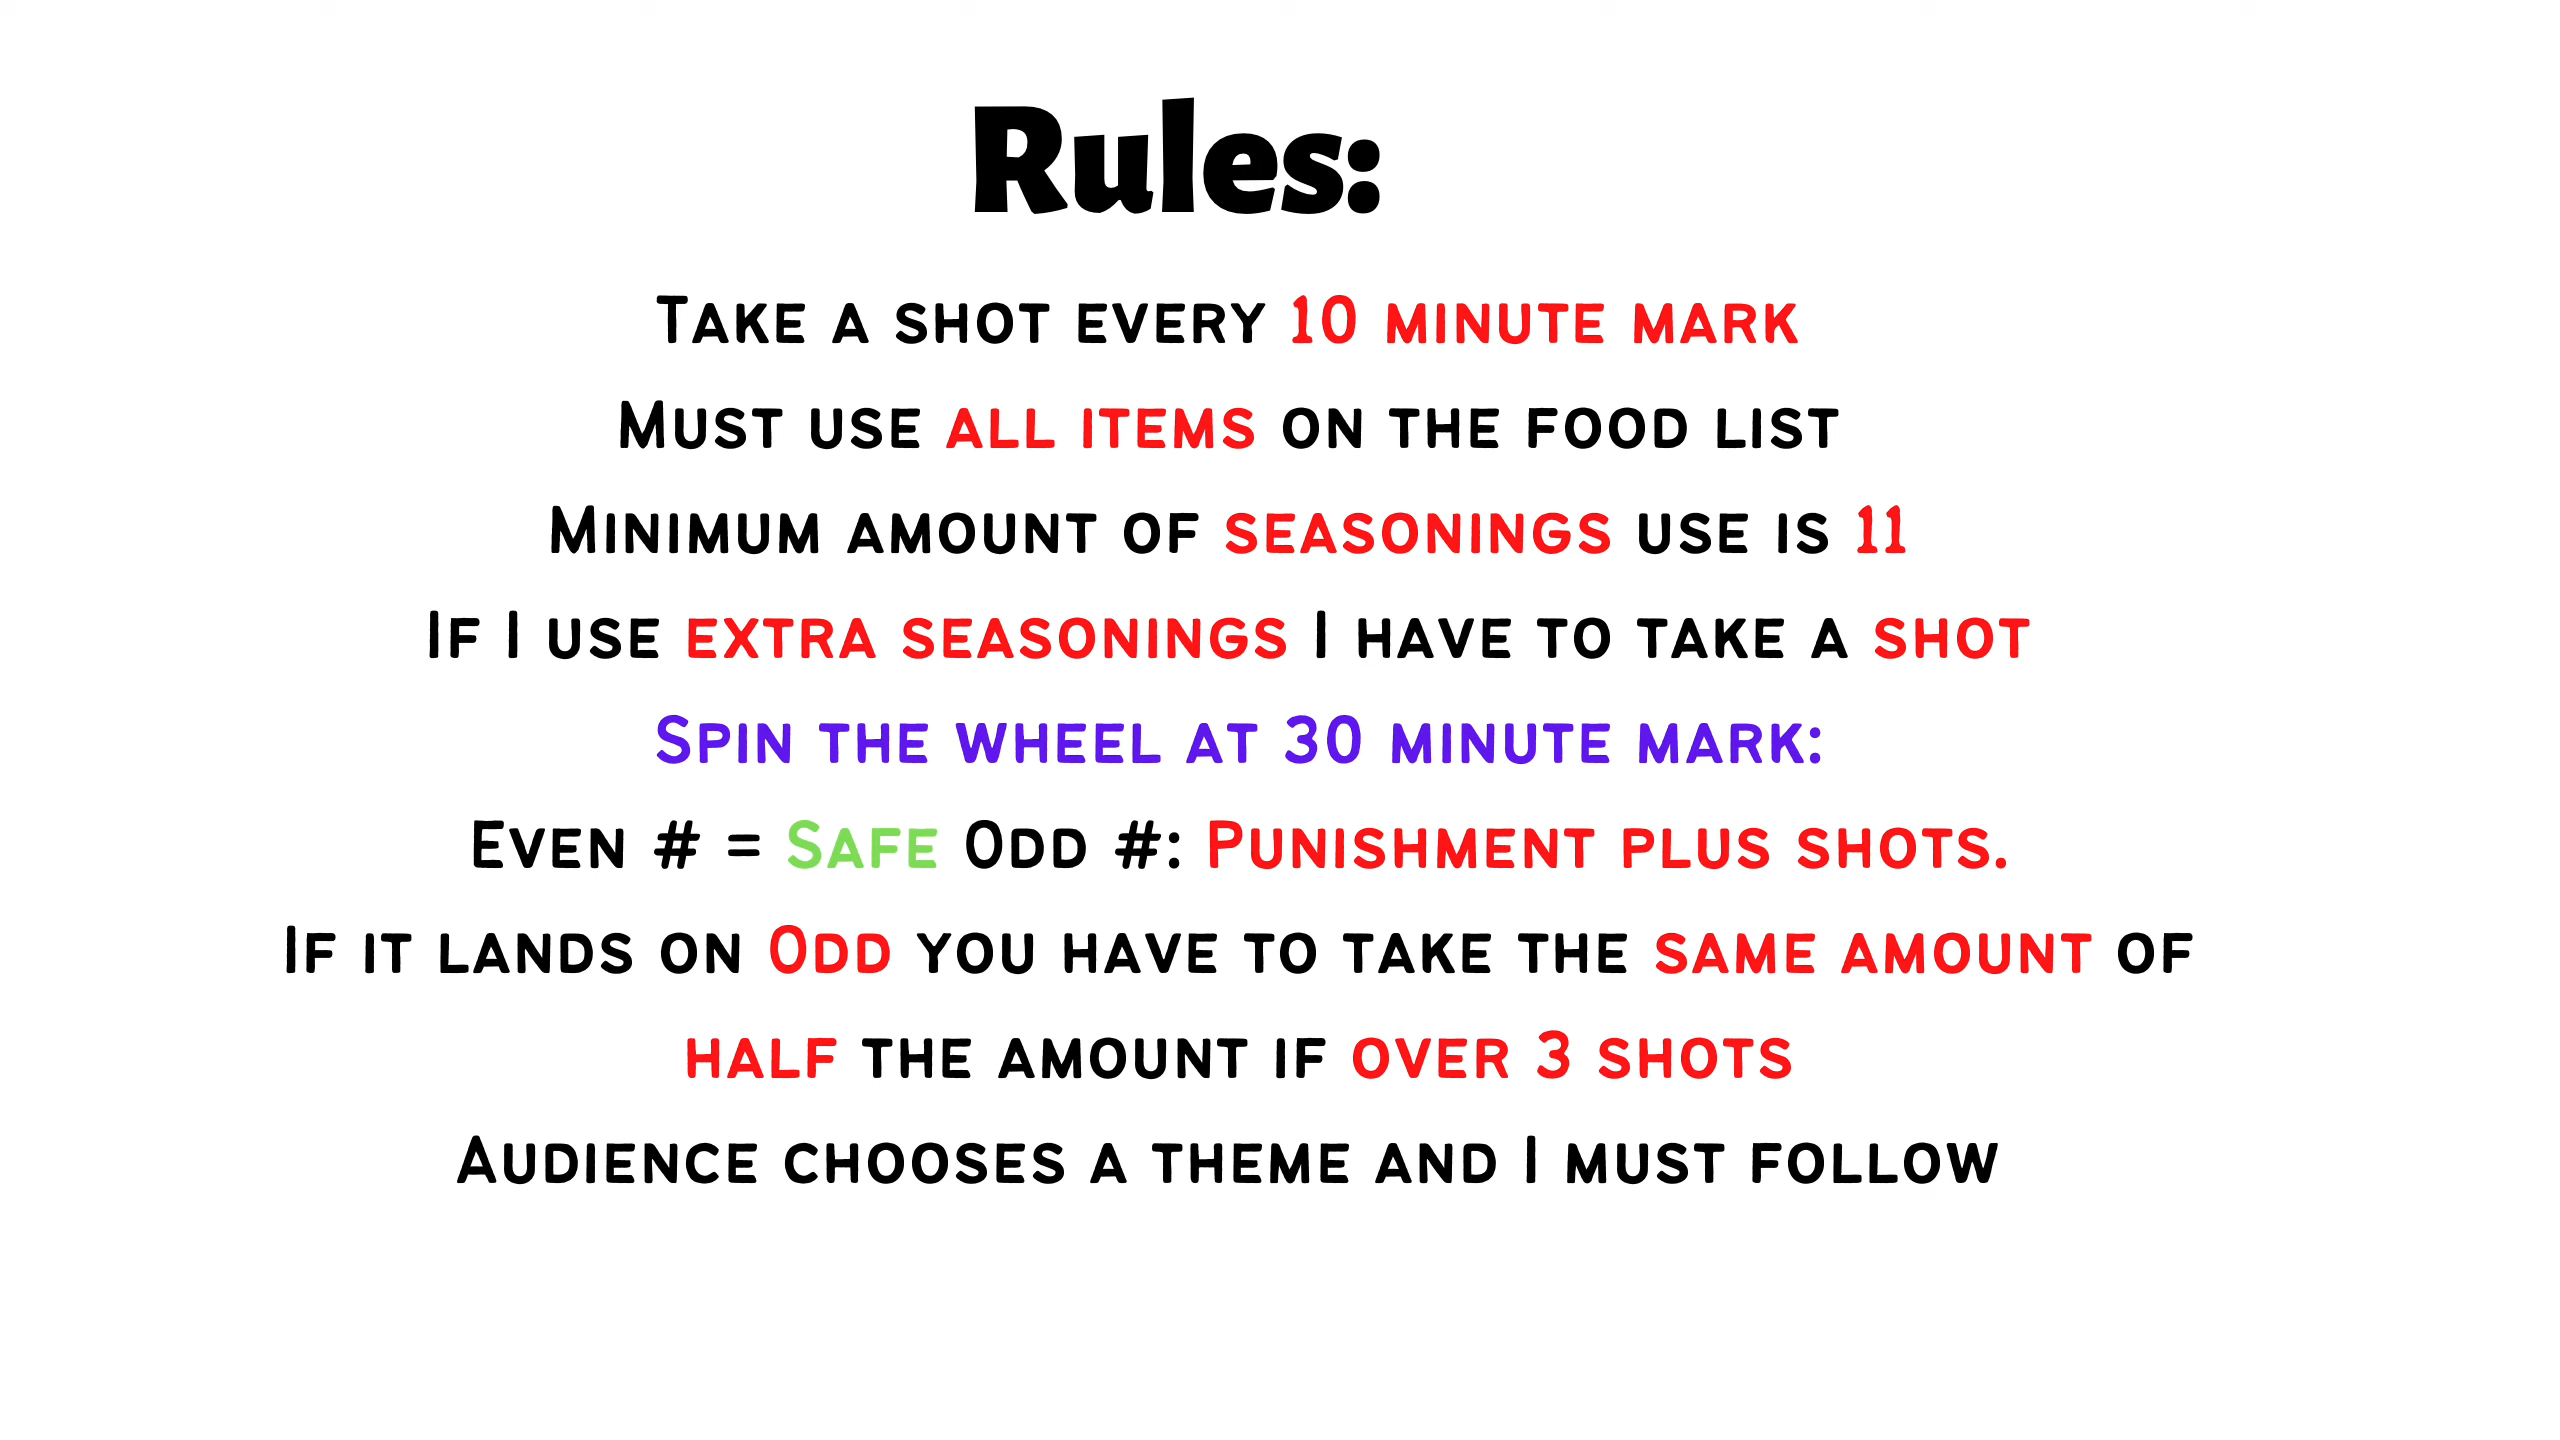 Rules:
Take a shot every 10 minute mark
Must use all items on the food list
Minimum amount of seasonings use is 11
If I use extra seasonings I have to take a shot
Spin the wheel at 30 minute mark:
Even # = Safe Odd #: Punishment plus shots.
If it lands on Odd you have to take the same amount of
half the amount if over 3 shots
Audience chooses a theme and I must follow